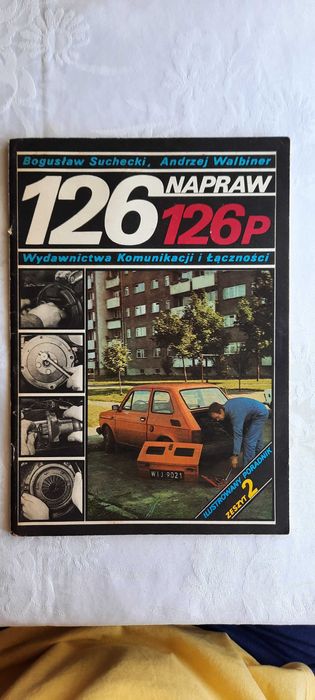 Bogusław Suchecki, Andrzej Walbiner
126 NAPRAW
126P
Wydawnictwa Komunikacji i Łączności
WIJ 9021
ILUSTROWANY PORADNIK
ZESZYT 2